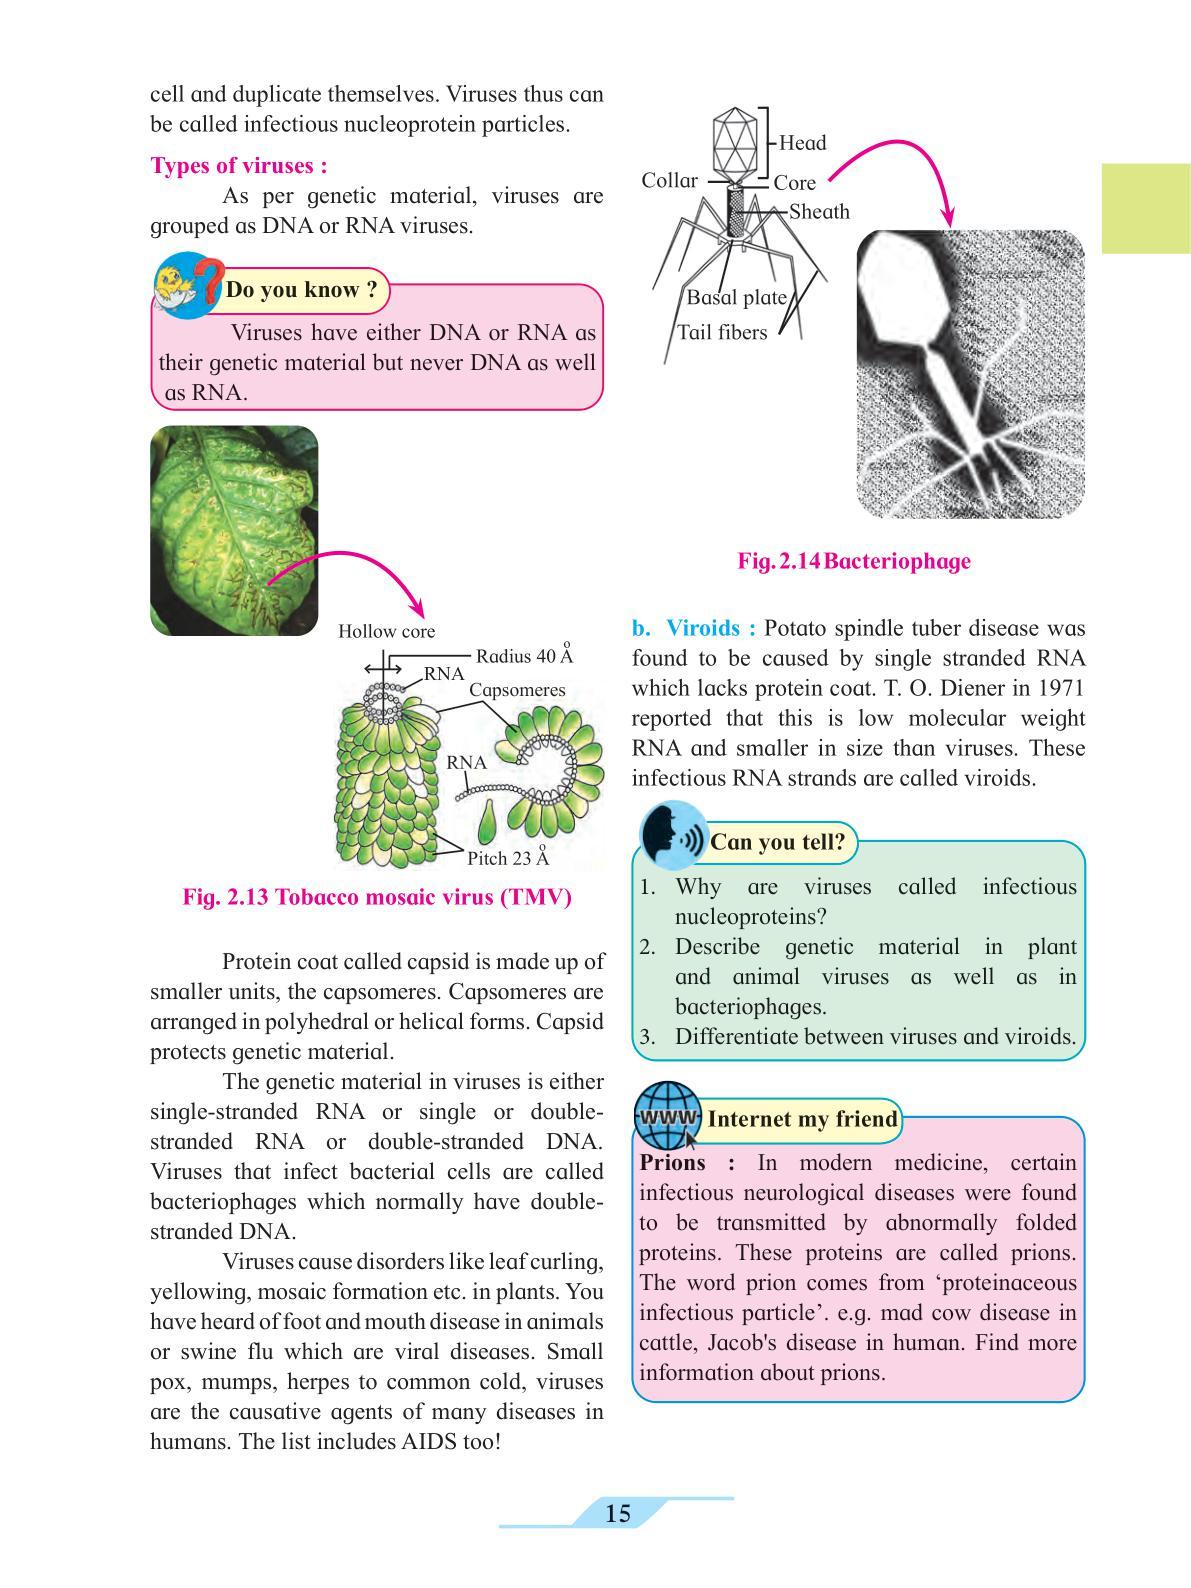 cell and duplicate themselves. Viruses thus can
be called infectious nucleoprotein particles.
Types of viruses :
As per genetic material, viruses are
grouped as DNA or RNA viruses.
Do you know ?
Viruses have either DNA or RNA as
their genetic material but never DNA as well
as RNA.
Hollow core
Radius 40 Å
RNA
Capsomeres
RNA
Pitch 23 Å
Fig. 2.13 Tobacco mosaic virus (TMV)
Protein coat called capsid is made up of
smaller units, the capsomeres. Capsomeres are
arranged in polyhedral or helical forms. Capsid
protects genetic material.
The genetic material in viruses is either
single-stranded RNA or single or double-
stranded RNA or double-stranded DNA.
Viruses that infect bacterial cells are called
bacteriophages which normally have double-
stranded DNA.
Viruses cause disorders like leaf curling,
yellowing, mosaic formation etc. in plants. You
have heard of foot and mouth disease in animals
or swine flu which are viral diseases. Small
pox, mumps, herpes to common cold, viruses
are the causative agents of many diseases in
humans. The list includes AIDS too!
Head
Collar
Core
Sheath
Basal plate
Tail fibers
Fig. 2.14 Bacteriophage
b. Viroids : Potato spindle tuber disease was
found to be caused by single stranded RNA
which lacks protein coat. T. O. Diener in 1971
reported that this is low molecular weight
RNA and smaller in size than viruses. These
infectious RNA strands are called viroids.
Can you tell?
1. Why are viruses called infectious
nucleoproteins?
2. Describe genetic material in plant
and animal viruses as well as in
bacteriophages.
3. Differentiate between viruses and viroids.
WWW
Internet my friend
Prions : In modern medicine, certain
infectious neurological diseases were found
to be transmitted by abnormally folded
proteins. These proteins are called prions.
The word prion comes from ‘proteinaceous
infectious particle’. e.g. mad cow disease in
cattle, Jacob's disease in human. Find more
information about prions.
15